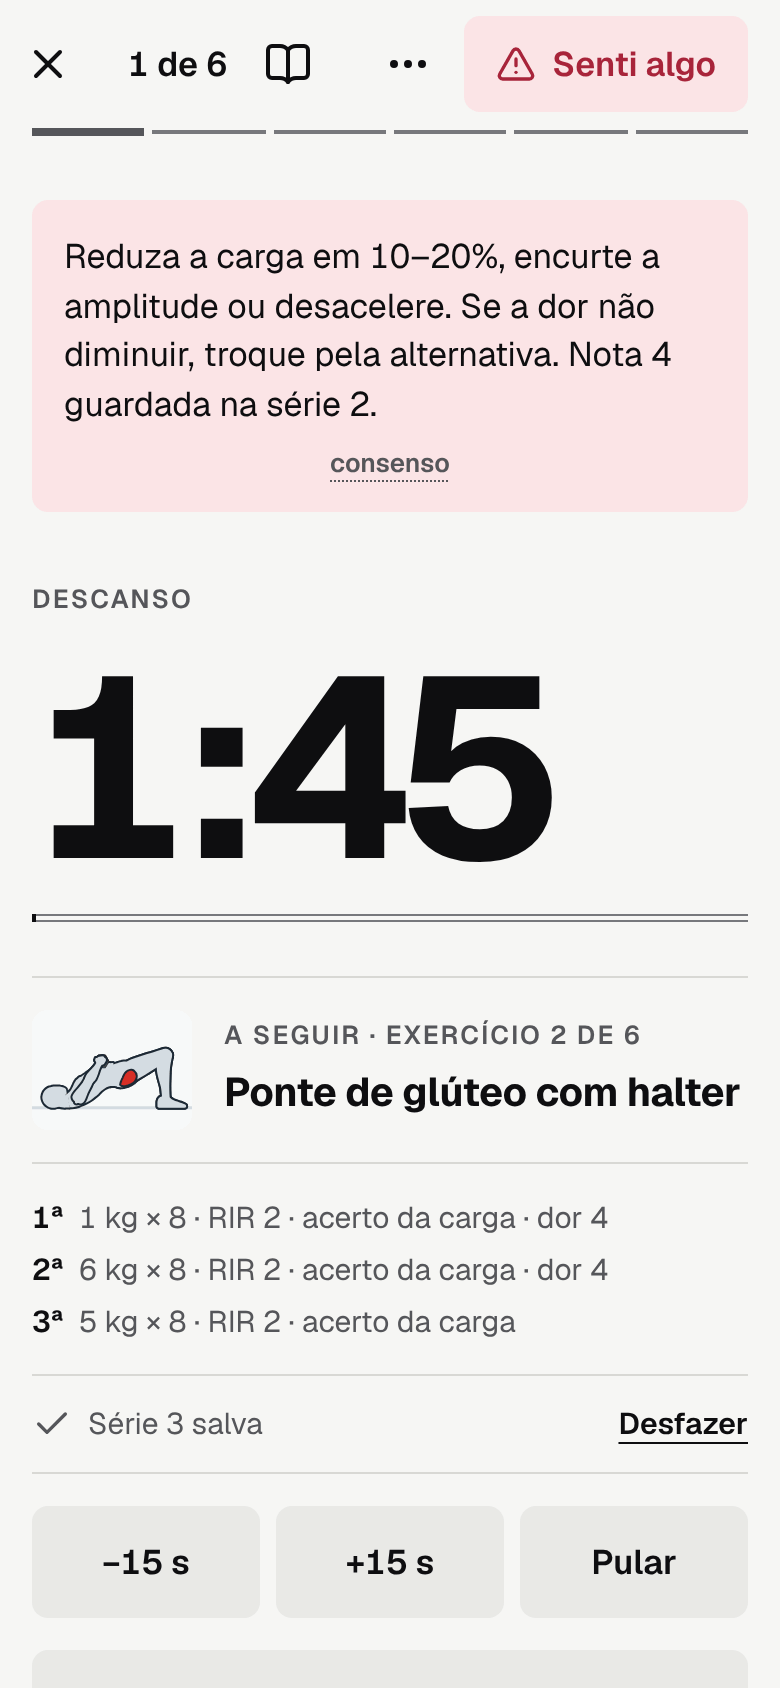 1 de 6
Senti algo
Reduza a carga em 10–20%, encurte a
amplitude ou desacelere. Se a dor não
diminuir, troque pela alternativa. Nota 4
guardada na série 2.
consenso
DESCANSO
1:45
A SEGUIR · EXERCÍCIO 2 DE 6
Ponte de glúteo com halter
1ª 1 kg × 8 · RIR 2 · acerto da carga · dor 4
2ª 6 kg × 8 · RIR 2 · acerto da carga · dor 4
3ª 5 kg × 8 · RIR 2 · acerto da carga
Série 3 salva
Desfazer
−15 s
+15 s
Pular